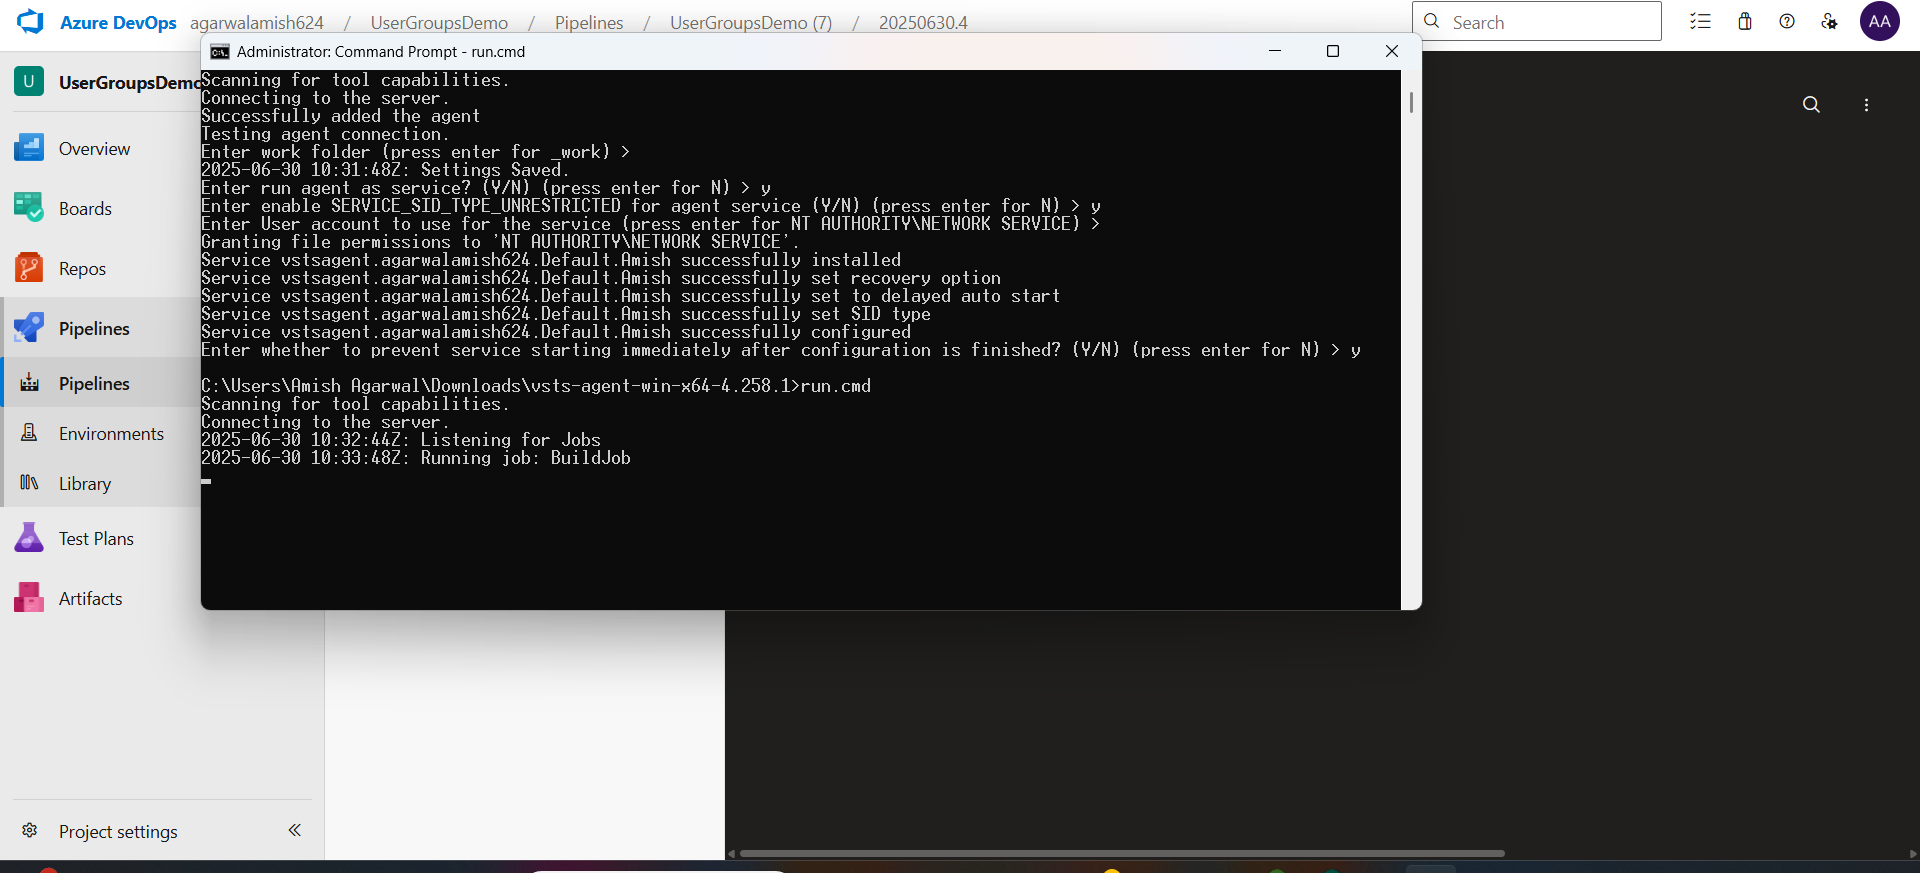 Azure DevOps agarwalamish624 / UserGroupsDemo / Pipelines / UserGroupsDemo (7) / 20250630.4
Search
AA
Administrator: Command Prompt - run.cmd
U UserGroupsDemo
Overview
Boards
Repos
Pipelines
Pipelines
Environments
Library
Test Plans
Artifacts
Project settings
Scanning for tool capabilities.
Connecting to the server.
Successfully added the agent
Testing agent connection.
Enter work folder (press enter for _work) >
2025-06-30 10:31:48Z: Settings Saved.
Enter run agent as service? (Y/N) (press enter for N) > y
Enter enable SERVICE_SID_TYPE_UNRESTRICTED for agent service (Y/N) (press enter for N) > y
Enter User account to use for the service (press enter for NT AUTHORITY\NETWORK SERVICE) >
Granting file permissions to 'NT AUTHORITY\NETWORK SERVICE'.
Service vstsagent.agarwalamish624.Default.Amish successfully installed
Service vstsagent.agarwalamish624.Default.Amish successfully set recovery option
Service vstsagent.agarwalamish624.Default.Amish successfully set to delayed auto start
Service vstsagent.agarwalamish624.Default.Amish successfully set SID type
Service vstsagent.agarwalamish624.Default.Amish successfully configured
Enter whether to prevent service starting immediately after configuration is finished? (Y/N) (press enter for N) > y
C:\Users\Amish Agarwal\Downloads\vsts-agent-win-x64-4.258.1>run.cmd
Scanning for tool capabilities.
Connecting to the server.
2025-06-30 10:32:44Z: Listening for Jobs
2025-06-30 10:33:48Z: Running job: BuildJob